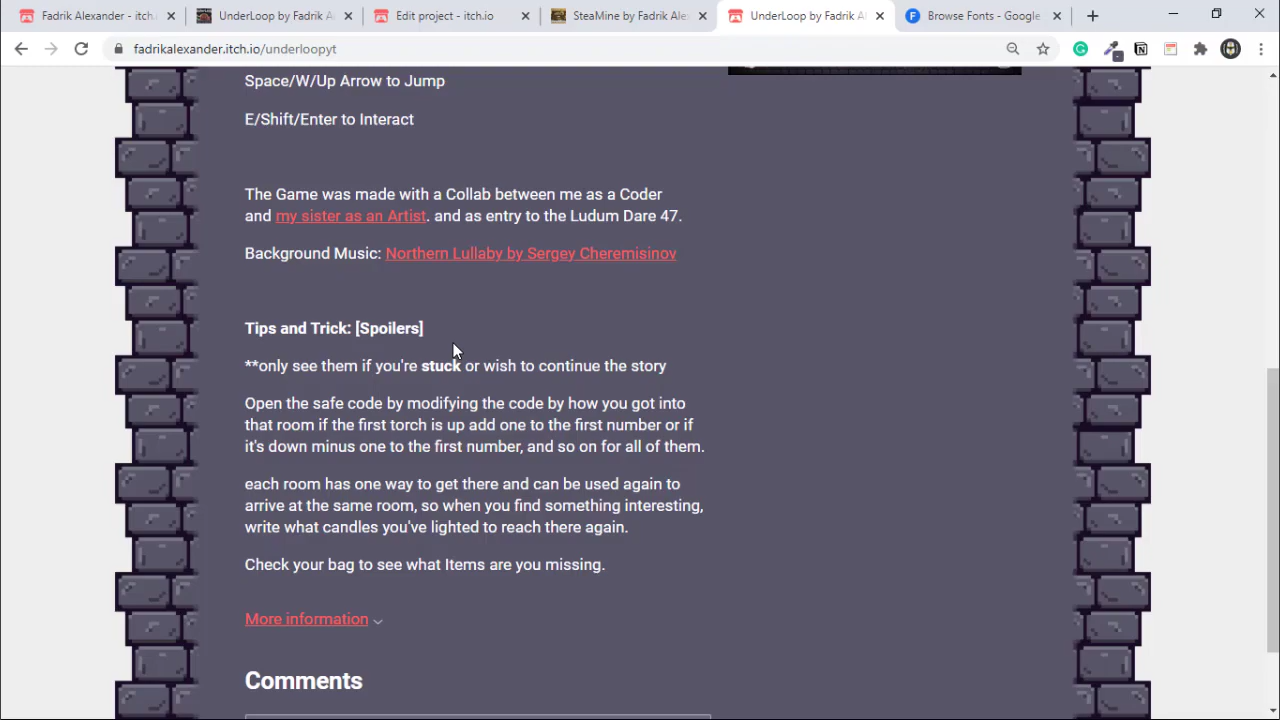 Fadrik Alexander - itch.i
UnderLoop by Fadrik A
Edit project - itch.io
SteaMine by Fadrik Ale
UnderLoop by Fadrik A
Browse Fonts - Google
fadrikalexander.itch.io/underloopyt
Space/W/Up Arrow to Jump
E/Shift/Enter to Interact
The Game was made with a Collab between me as a Coder
and my sister as an Artist. and as entry to the Ludum Dare 47.
Background Music: Northern Lullaby by Sergey Cheremisinov
Tips and Trick: [Spoilers]
**only see them if you're stuck or wish to continue the story
Open the safe code by modifying the code by how you got into
that room if the first torch is up add one to the first number or if
it's down minus one to the first number, and so on for all of them.
each room has one way to get there and can be used again to
arrive at the same room, so when you find something interesting,
write what candles you've lighted to reach there again.
Check your bag to see what Items are you missing.
More information
Comments